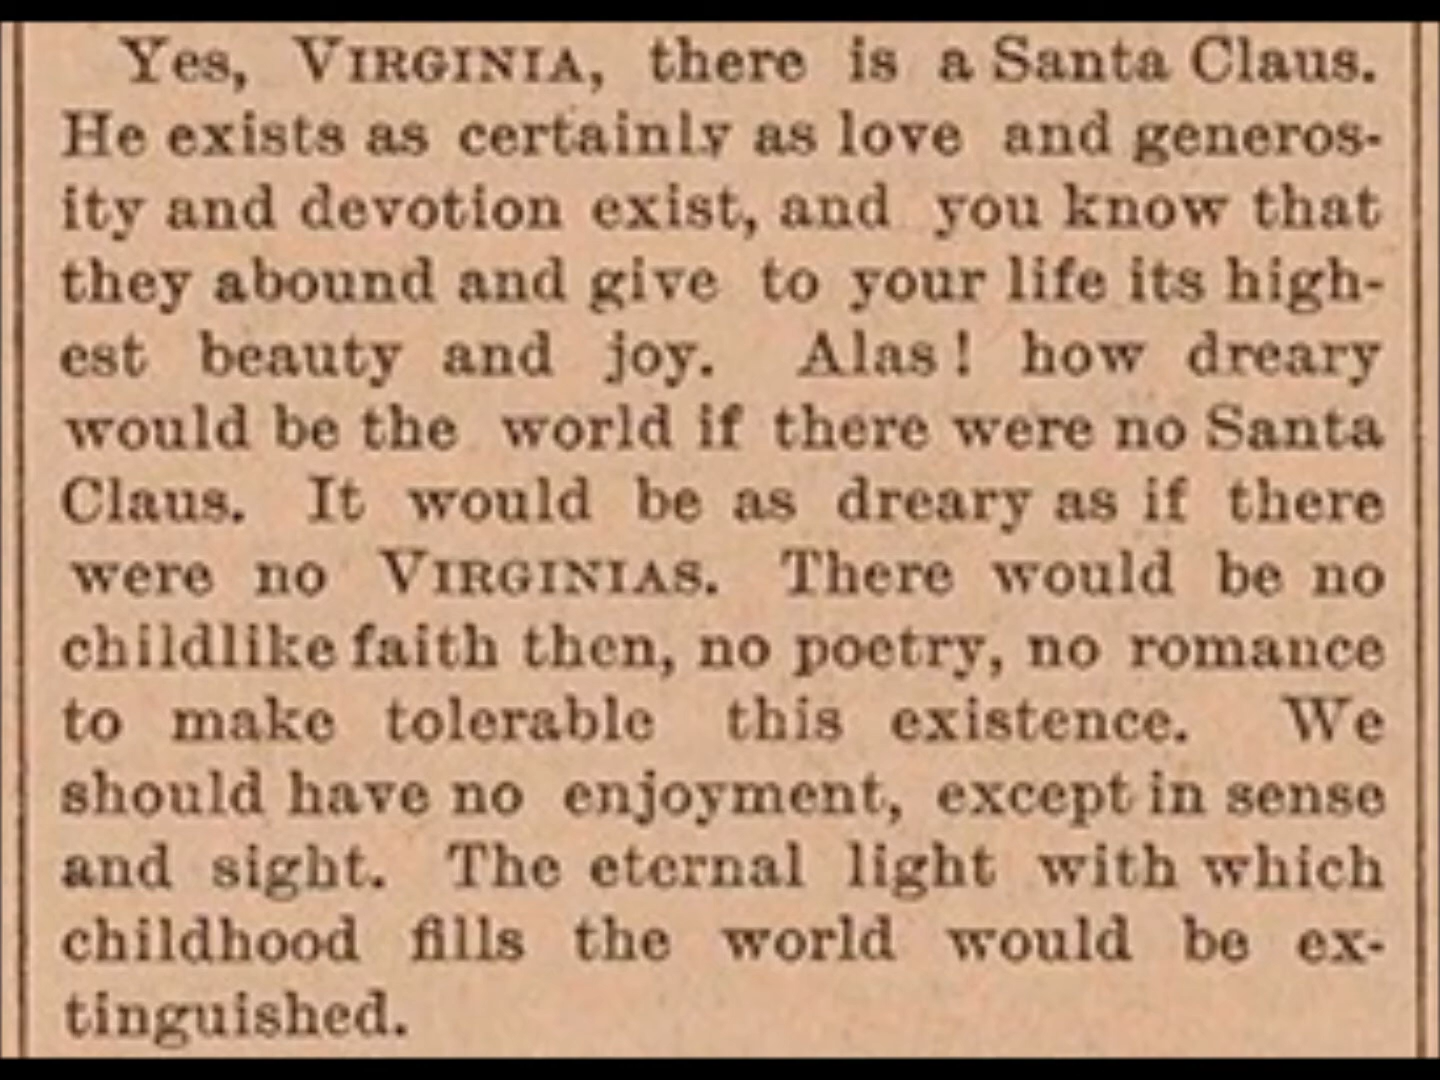 Yes, VIRGINIA, there is a Santa Claus.
He exists as certainly as love and generos-
ity and devotion exist, and you know that
they abound and give to your life its high-
est beauty and joy. Alas! how dreary
would be the world if there were no Santa
Claus. It would be as dreary as if there
were no VIRGINIAS. There would be no
childlike faith then, no poetry, no romance
to make tolerable this existence. We
should have no enjoyment, except in sense
and sight. The eternal light with which
childhood fills the world would be ex-
tinguished.